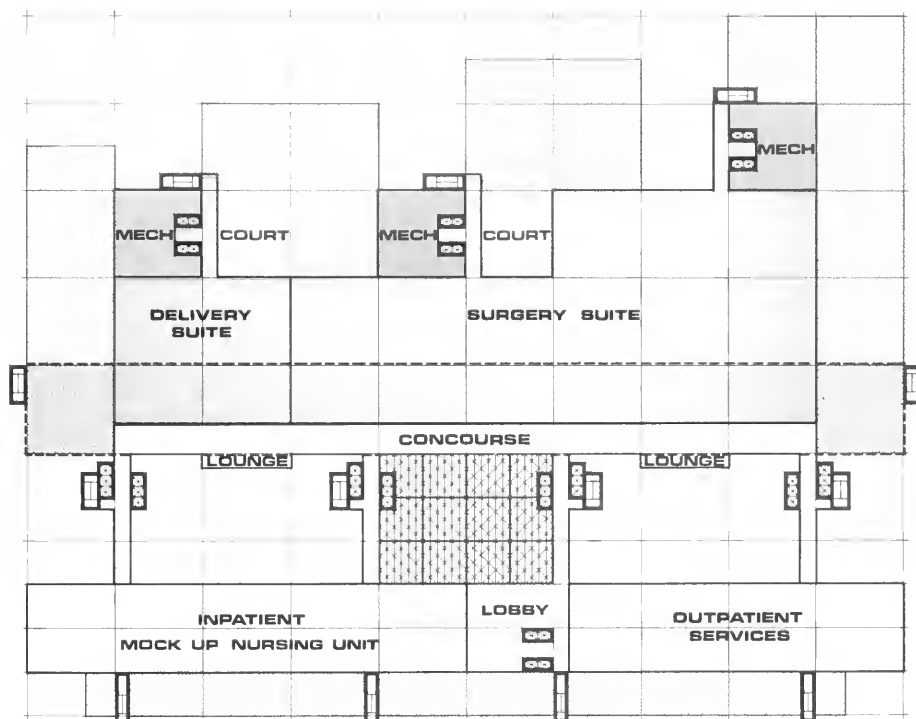 MECH
MECH COURT MECH COURT
DELIVERY
SUITE
SURGERY SUITE
CONCOURSE
LOUNGE LOUNGE
INPATIENT
MOCK UP NURSING UNIT
LOBBY
OUTPATIENT
SERVICES